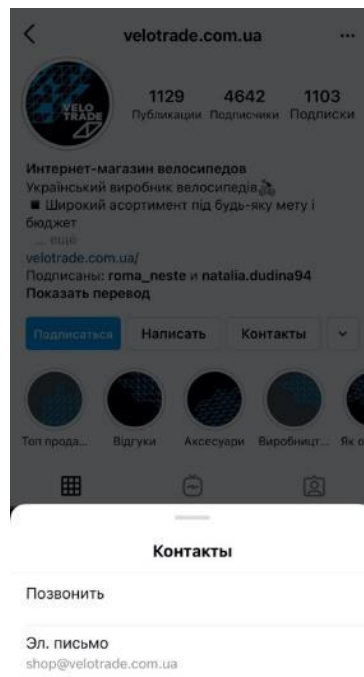 velotrade.com.ua
VELO
TRADE
1129 4642 1103
Публикации Подписчики Подписки
Интернет-магазин велосипедов
Український виробник велосипедів🚲
◾ Широкий асортимент під будь-яку мету і
бюджет
... ещё
velotrade.com.ua/
Подписаны: roma_neste и natalia.dudina94
Показать перевод
Подписаться Написать Контакты
Топ прода... Відгуки Аксесуари Виробницт... Як о
Контакты
Позвонить
Эл. письмо
shop@velotrade.com.ua